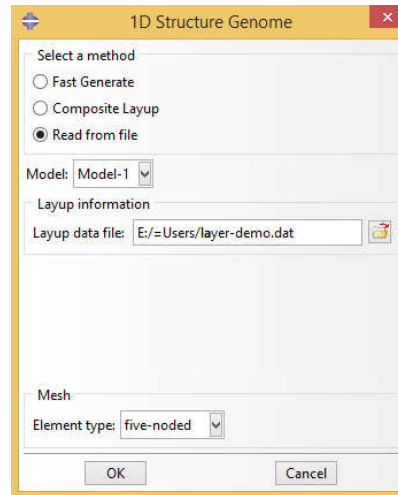 1D Structure Genome
Select a method
Fast Generate
Composite Layup
Read from file
Model: Model-1
Layup information
Layup data file: E:/=Users/layer-demo.dat
Mesh
Element type: five-noded
OK Cancel